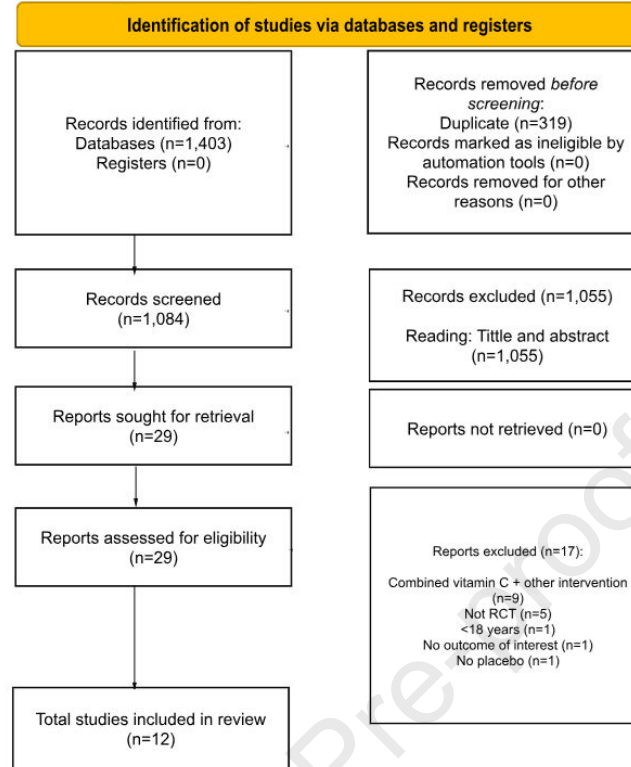 Identification of studies via databases and registers
Records identified from:
Databases (n=1,403)
Registers (n=0)
Records removed before
screening:
Duplicate (n=319)
Records marked as ineligible by
automation tools (n=0)
Records removed for other
reasons (n=0)
Records screened
(n=1,084)
Records excluded (n=1,055)
Reading: Tittle and abstract
(n=1,055)
Reports sought for retrieval
(n=29)
Reports not retrieved (n=0)
Reports assessed for eligibility
(n=29)
Reports excluded (n=17):
Combined vitamin C + other intervention
(n=9)
Not RCT (n=5)
<18 years (n=1)
No outcome of interest (n=1)
No placebo (n=1)
Total studies included in review
(n=12)
Pre-proof